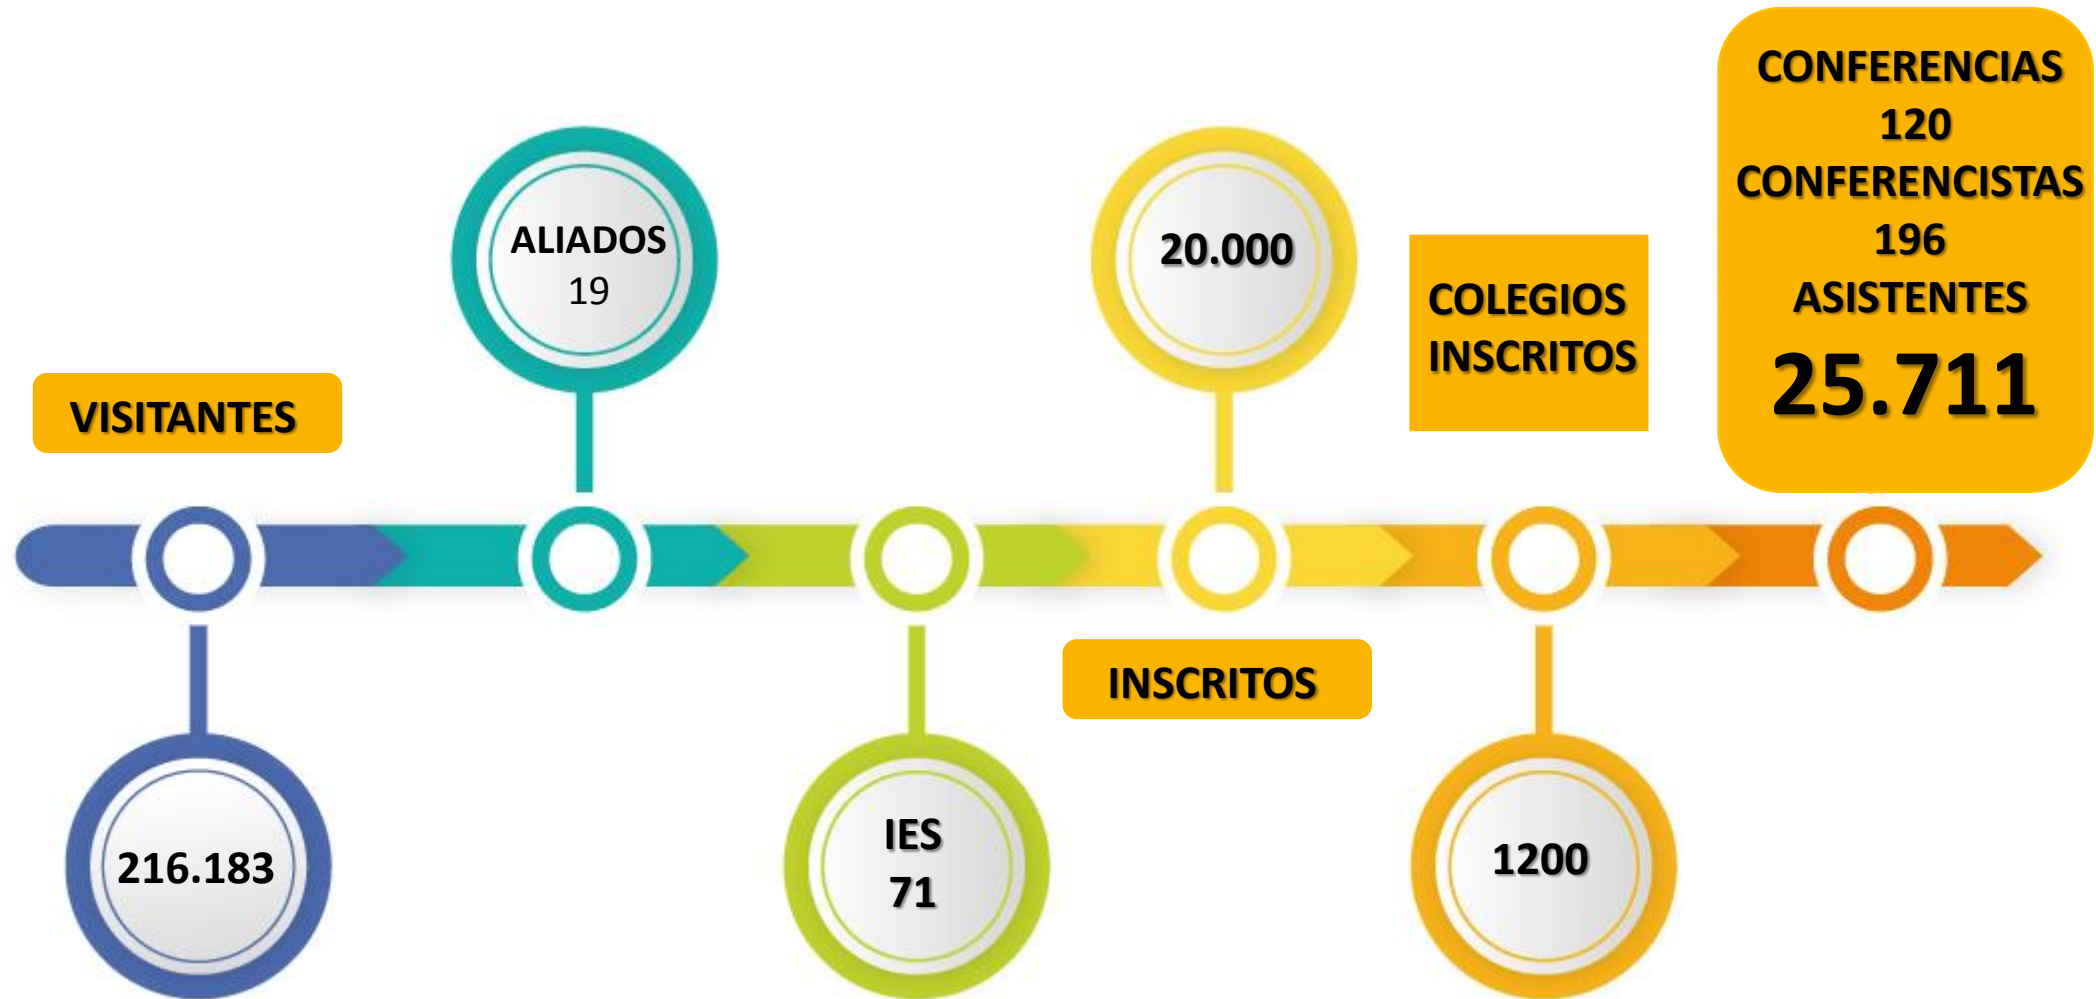 VISITANTES
216.183
ALIADOS
19
IES
71
20.000
INSCRITOS
COLEGIOS
INSCRITOS
1200
CONFERENCIAS
120
CONFERENCISTAS
196
ASISTENTES
25.711